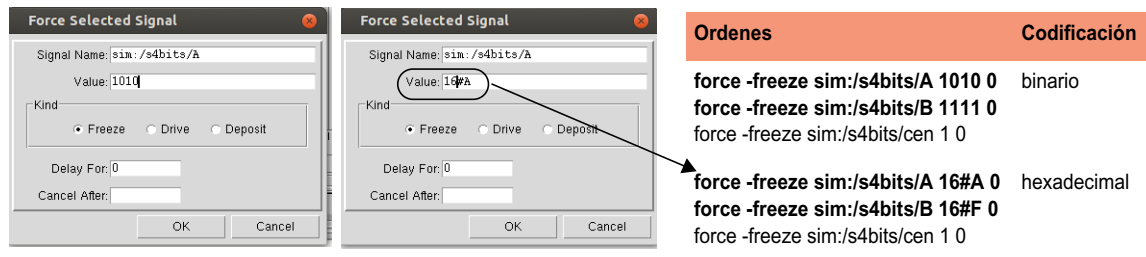 Force Selected Signal
Signal Name: sim:/s4bits/A
Value: 1010
Kind
Freeze
Drive
Deposit
Delay For: 0
Cancel After:
OK
Cancel
Force Selected Signal
Signal Name: sim:/s4bits/A
Value: 16#A
Kind
Freeze
Drive
Deposit
Delay For: 0
Cancel After:
OK
Cancel
Ordenes Codificación
force -freeze sim:/s4bits/A 1010 0 binario
force -freeze sim:/s4bits/B 1111 0
force -freeze sim:/s4bits/cen 1 0
force -freeze sim:/s4bits/A 16#A 0 hexadecimal
force -freeze sim:/s4bits/B 16#F 0
force -freeze sim:/s4bits/cen 1 0